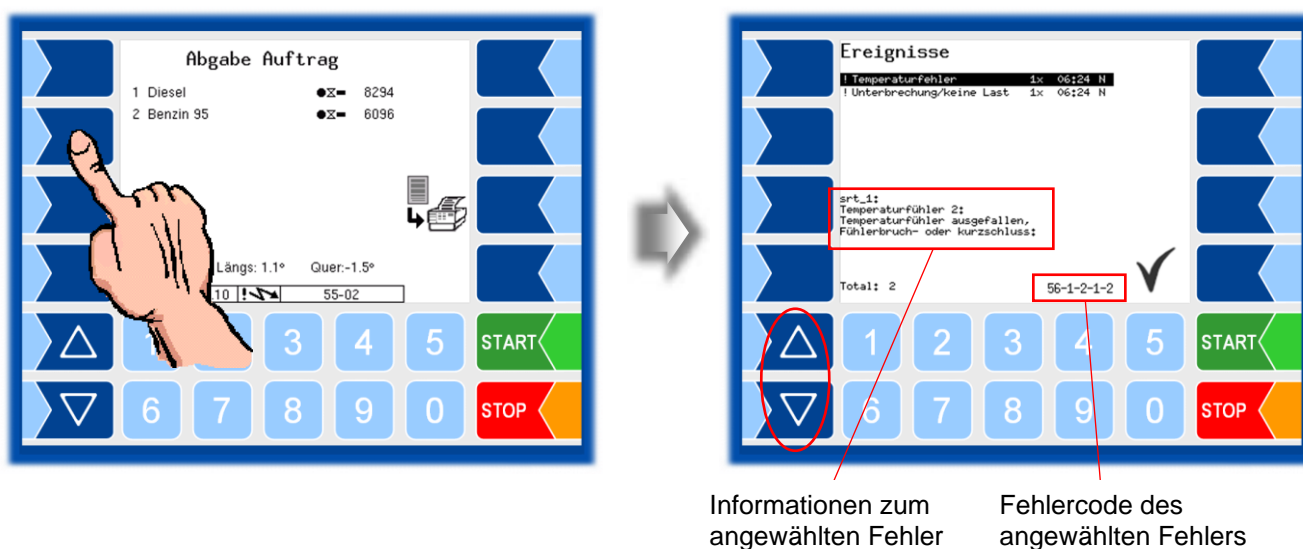 Abgabe Auftrag
1 Diesel 8294
2 Benzin 95 6096
Längs: 1.1° Quer:-1.5°
.10 ! 55-02
3 4 5 START
6 7 8 9 0 STOP
Ereignisse
! Temperaturfehler 1x 06:24 N
! Unterbrechung/keine Last 1x 06:24 N
srt_1:
Temperaturfühler 2:
Temperaturfühler ausgefallen,
Fühlerbruch- oder kurzschluss:
Total: 2 56-1-2-1-2
1 2 3 4 5 START
6 7 8 9 0 STOP
Informationen zum
angewählten Fehler
Fehlercode des
angewählten Fehlers